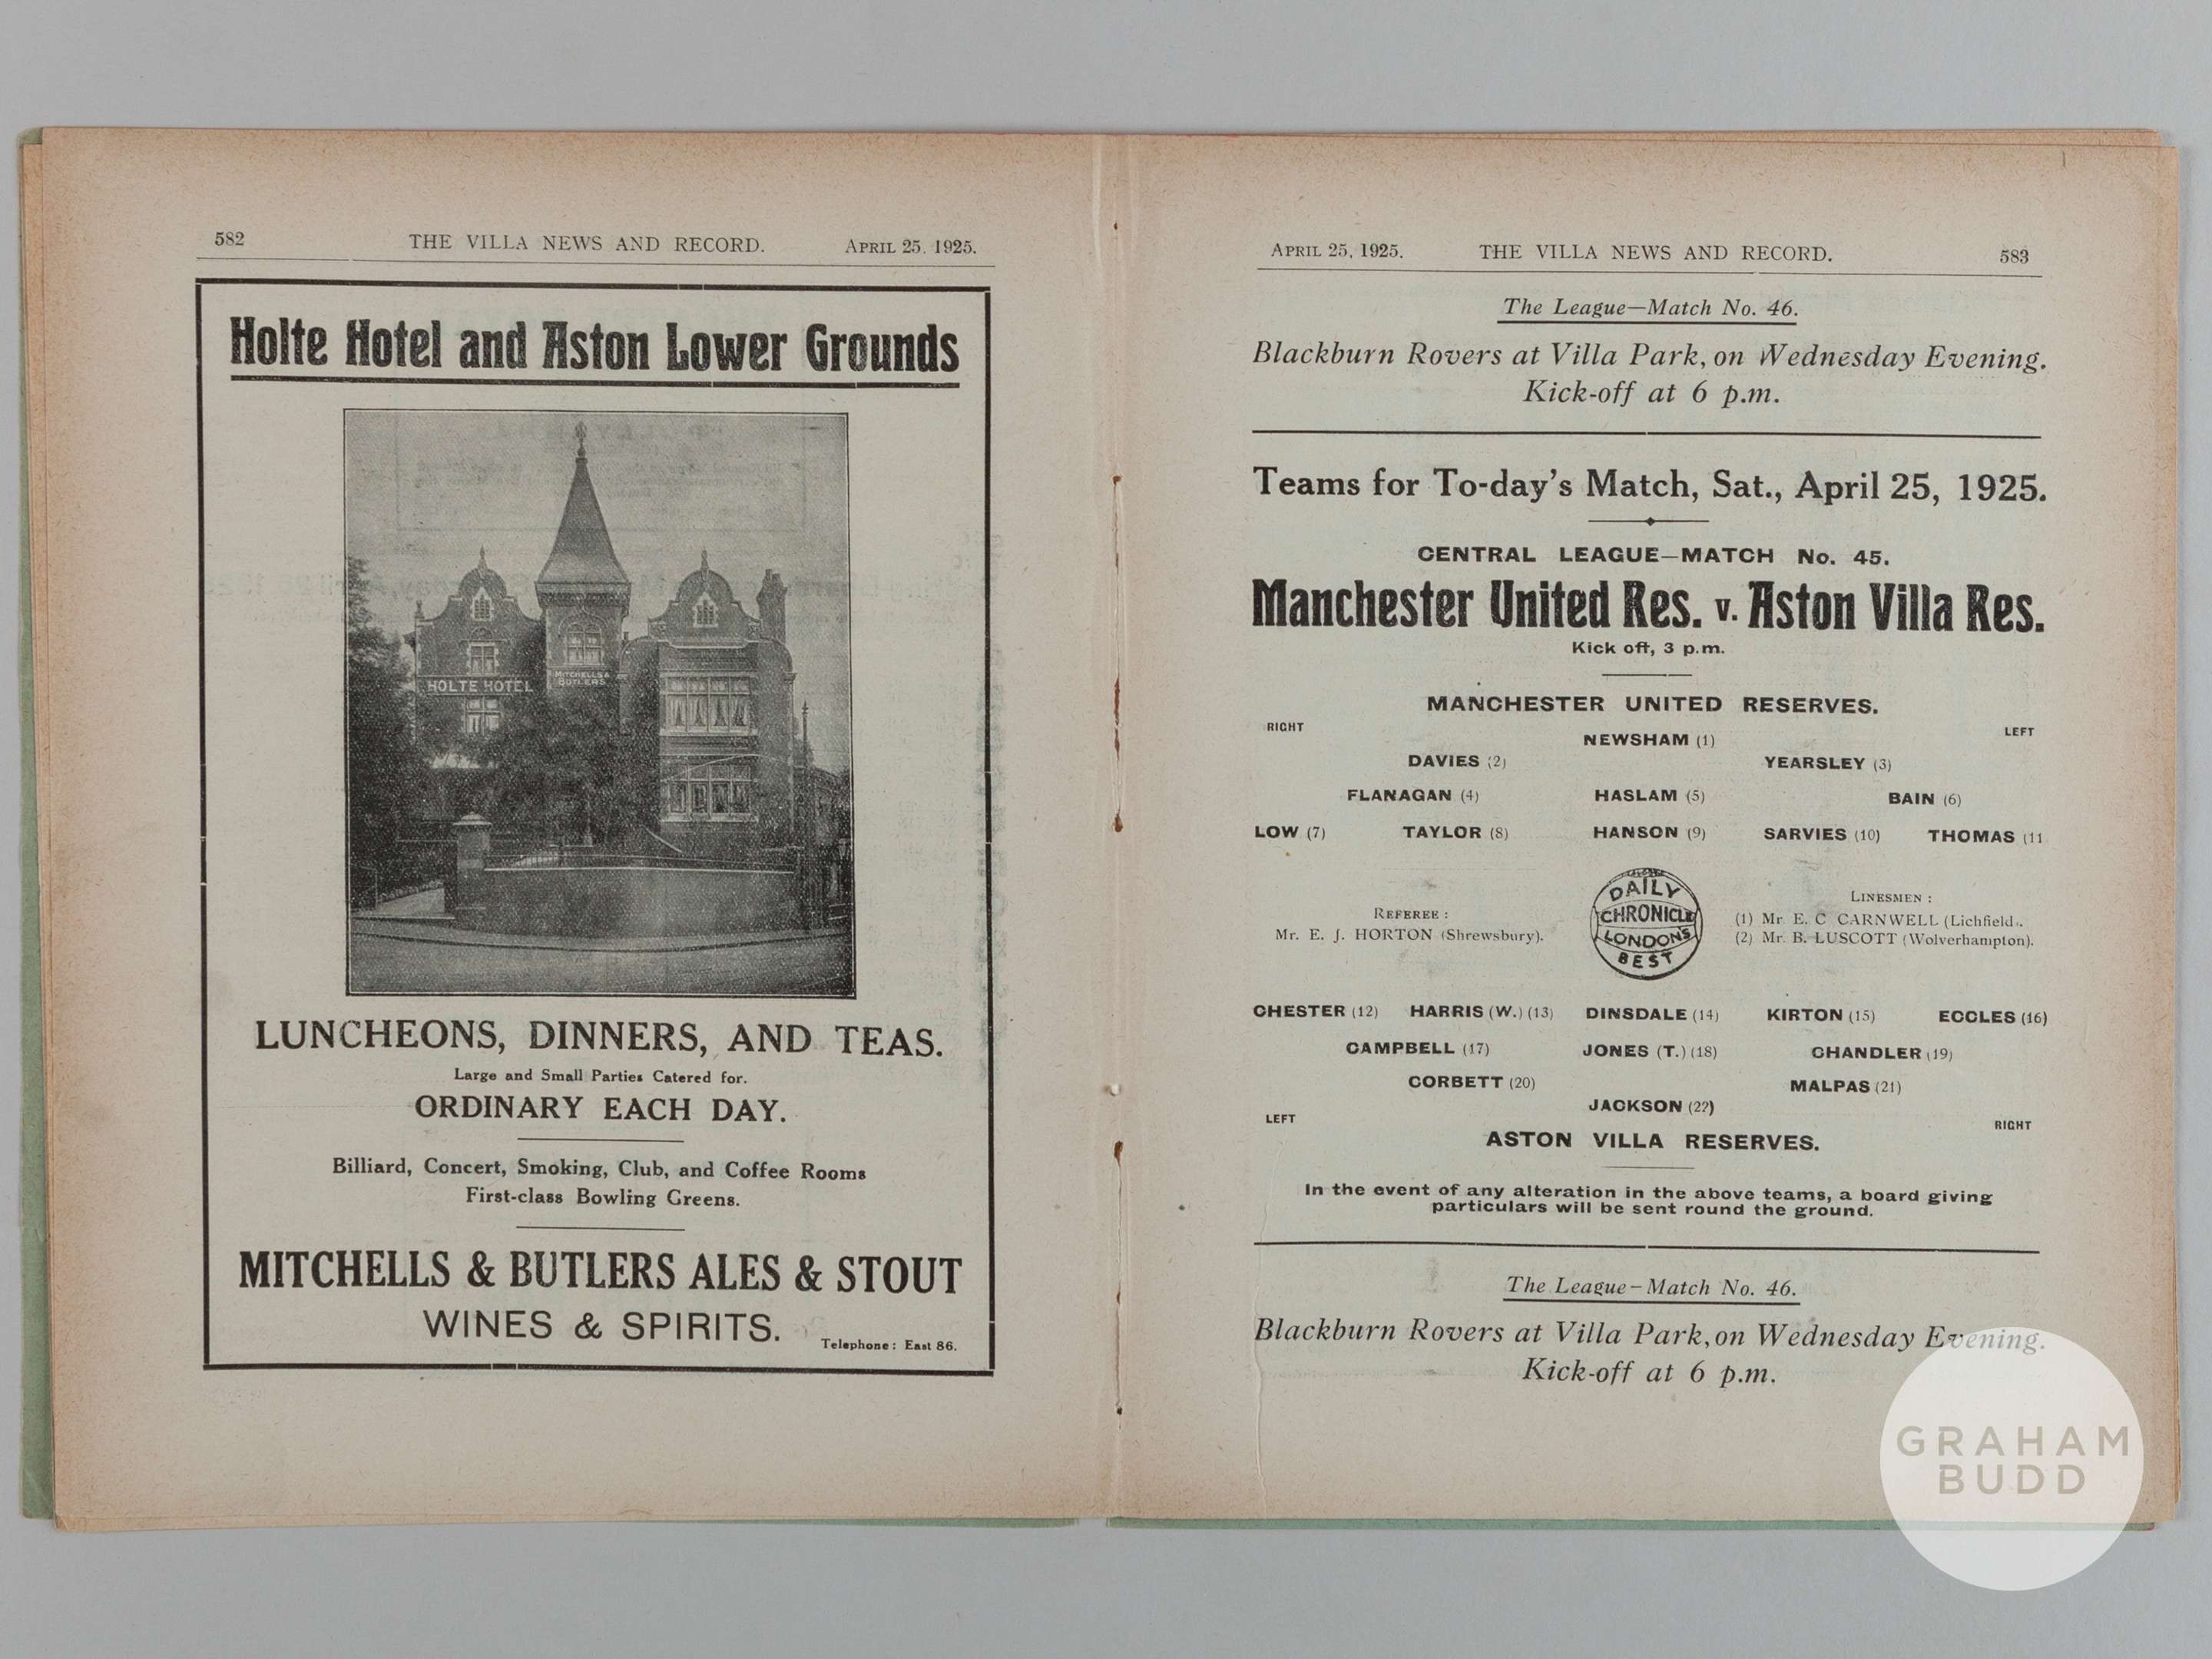 582 THE VILLA NEWS AND RECORD. APRIL 25, 1925.
Holte Hotel and Aston Lower Grounds
HOLTE HOTEL
MITCHELLS & BUTLERS
LUNCHEONS, DINNERS, AND TEAS.
Large and Small Parties Catered for.
ORDINARY EACH DAY.
Billiard, Concert, Smoking, Club, and Coffee Rooms
First-class Bowling Greens.
MITCHELLS & BUTLERS ALES & STOUT
WINES & SPIRITS.
Telephone: East 86.
APRIL 25, 1925. THE VILLA NEWS AND RECORD. 583
The League—Match No. 46.
Blackburn Rovers at Villa Park, on Wednesday Evening.
Kick-off at 6 p.m.
Teams for To-day's Match, Sat., April 25, 1925.
CENTRAL LEAGUE—MATCH No. 45.
Manchester United Res. v. Aston Villa Res.
Kick off, 3 p.m.
MANCHESTER UNITED RESERVES.
RIGHT LEFT
NEWSHAM (1)
DAVIES (2) YEARSLEY (3)
FLANAGAN (4) HASLAM (5) BAIN (6)
LOW (7) TAYLOR (8) HANSON (9) SARVIES (10) THOMAS (11
REFEREE:
Mr. E. J. HORTON (Shrewsbury).
DAILY
CHRONICLE
LONDON'S
BEST
LINESMEN:
(1) Mr. E. C. CARNWELL (Lichfield).
(2) Mr. B. LUSCOTT (Wolverhampton).
CHESTER (12) HARRIS (W.) (13) DINSDALE (14) KIRTON (15) ECCLES (16)
CAMPBELL (17) JONES (T.) (18) CHANDLER (19)
CORBETT (20) MALPAS (21)
JACKSON (22)
LEFT RIGHT
ASTON VILLA RESERVES.
In the event of any alteration in the above teams, a board giving
particulars will be sent round the ground.
The League—Match No. 46.
Blackburn Rovers at Villa Park, on Wednesday Evening.
Kick-off at 6 p.m.
GRAHAM
BUDD